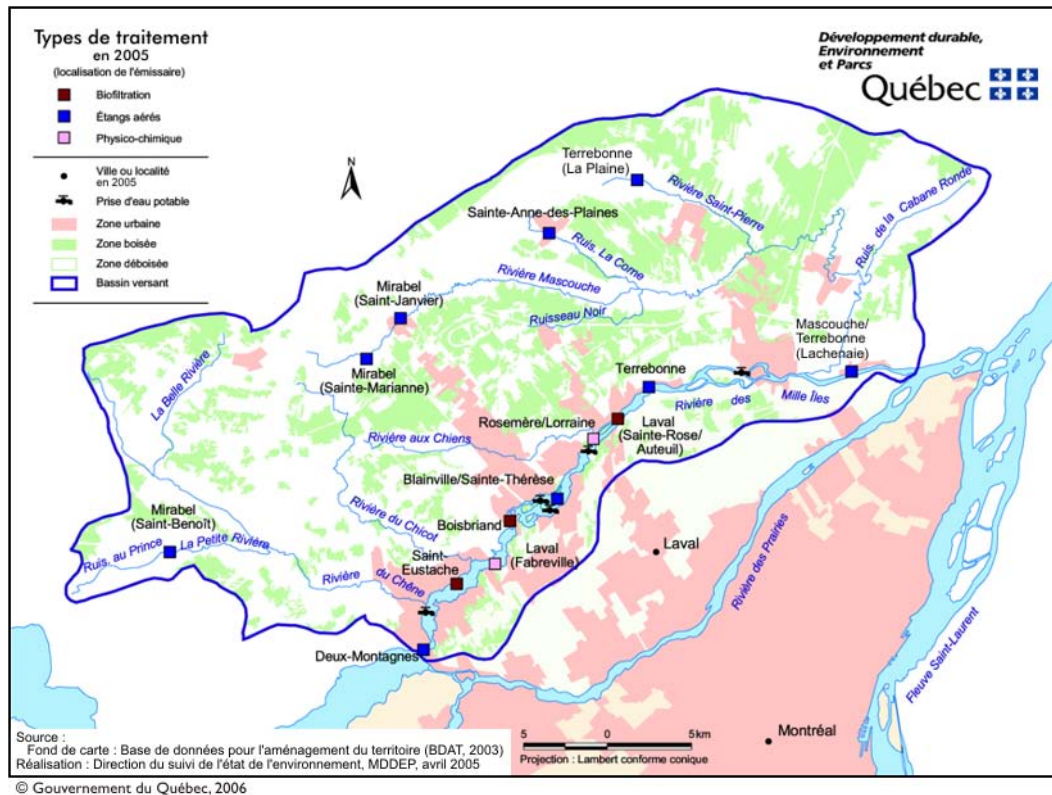 Types de traitement
en 2005
(localisation de l'émissaire)
Biofiltration
Étangs aérés
Physico-chimique
Ville ou localité
en 2005
Prise d'eau potable
Zone urbaine
Zone boisée
Zone déboisée
Bassin versant
Développement durable,
Environnement
et Parcs
Québec
N
Terrebonne
(La Plaine)
Rivière Saint-Pierre
Ruis. de la Cabane Ronde
Sainte-Anne-des-Plaines
Ruis. La Corne
Rivière Mascouche
Mirabel
(Saint-Janvier)
Ruisseau Noir
Mascouche/
Terrebonne
(Lachenaie)
La Belle Rivière
Mirabel
(Sainte-Marianne)
Terrebonne
Rivière des Mille Îles
Rosemère/Lorraine
Laval
(Sainte-Rose/
Auteuil)
Rivière aux Chiens
Blainville/Sainte-Thérèse
Mirabel
(Saint-Benoît)
Rivière du Chicot
Boisbriand
Ruis. au Prince
La Petite Rivière
Laval
(Fabreville)
Laval
Saint-
Eustache
Rivière du Chêne
Rivière des Prairies
Deux-Montagnes
Fleuve Saint-Laurent
Montréal
Source :
Fond de carte : Base de données pour l'aménagement du territoire (BDAT, 2003)
Réalisation : Direction du suivi de l'état de l'environnement, MDDEP, avril 2005
5 0 5km
Projection : Lambert conforme conique
© Gouvernement du Québec, 2006